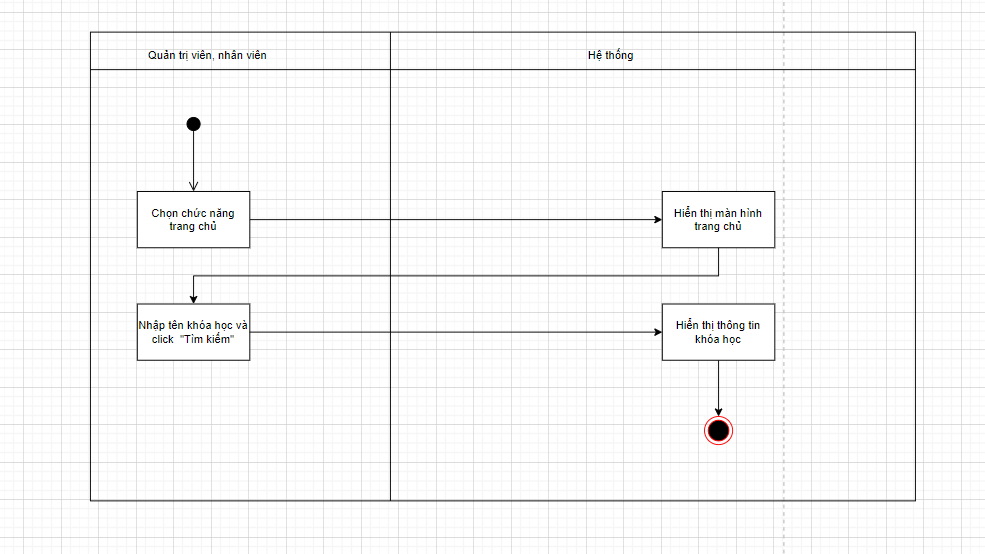 Quản trị viên, nhân viên
Hệ thống
Chọn chức năng
trang chủ
Hiển thị màn hình
trang chủ
Nhập tên khóa học và
click "Tìm kiếm"
Hiển thị thông tin
khóa học